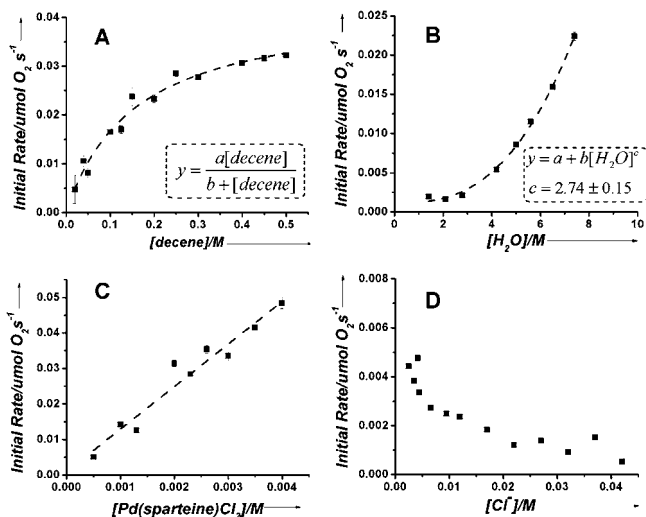 A
Initial Rate/umol O2 s-1
0.04
0.03
0.02
0.01
0.00
0.0 0.1 0.2 0.3 0.4 0.5
[decene]/M
y = a[decene] / b + [decene]
B
Initial Rate/umol O2 s-1
0.025
0.020
0.015
0.010
0.005
0.000
0 2 4 6 8 10
[H2O]/M
y = a + b[H2O]c
c = 2.74 ± 0.15
C
Initial Rate/umol O2 s-1
0.05
0.04
0.03
0.02
0.01
0.00
0.000 0.001 0.002 0.003 0.004
[Pd(sparteine)Cl2]/M
D
Initial Rate/umol O2 s-1
0.008
0.006
0.004
0.002
0.000
0.00 0.01 0.02 0.03 0.04
[Cl-]/M